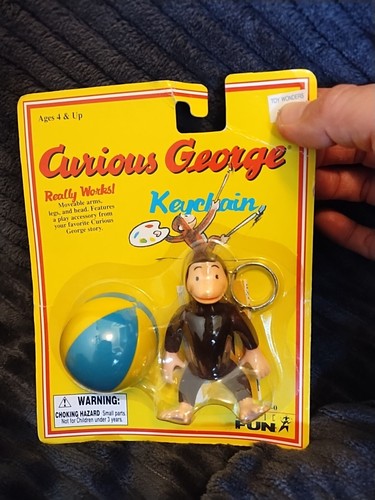 TOY WONDERS
Ages 4 & Up
Curious George®
Really Works!
Moveable arms,
legs, and head. Features
a play accessory from
your favorite Curious
George story.
Keychain
WARNING:
CHOKING HAZARD Small parts.
Not for Children under 3 years.
FUN